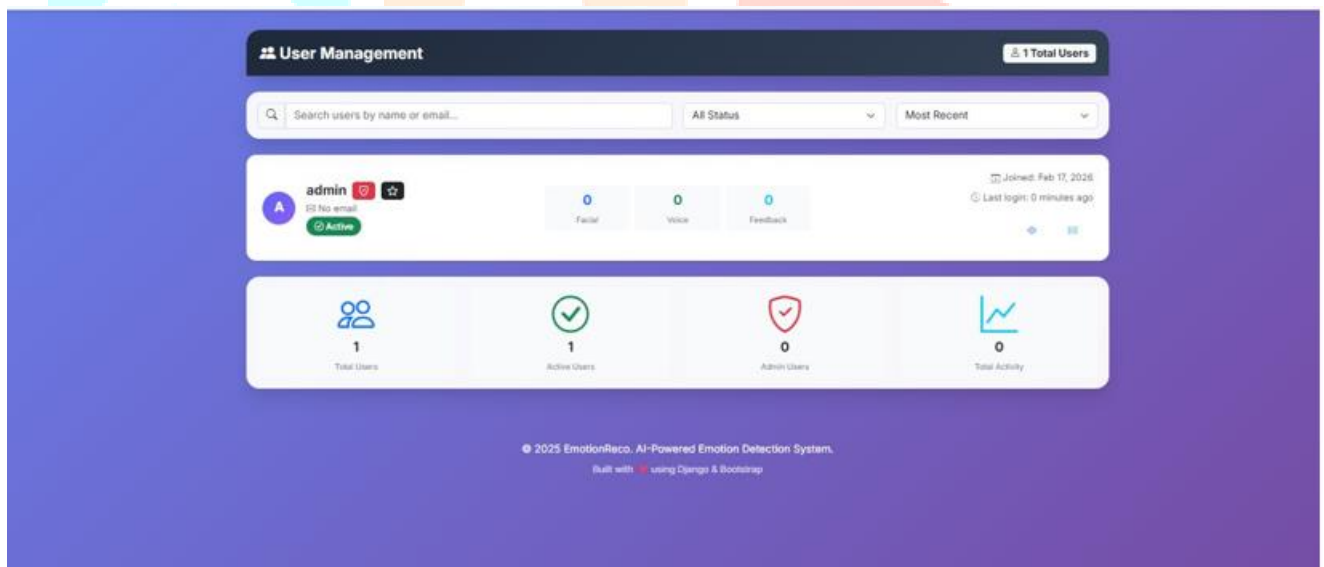 User Management
1 Total Users
Search users by name or email...
All Status
Most Recent
A
admin
No email
Active
0
Facial
0
Voice
0
Feedback
Joined: Feb 17, 2026
Last login: 0 minutes ago
1
Total Users
1
Active Users
0
Admin Users
0
Total Activity
© 2025 EmotionReco. AI-Powered Emotion Detection System.
Built with using Django & Bootstrap